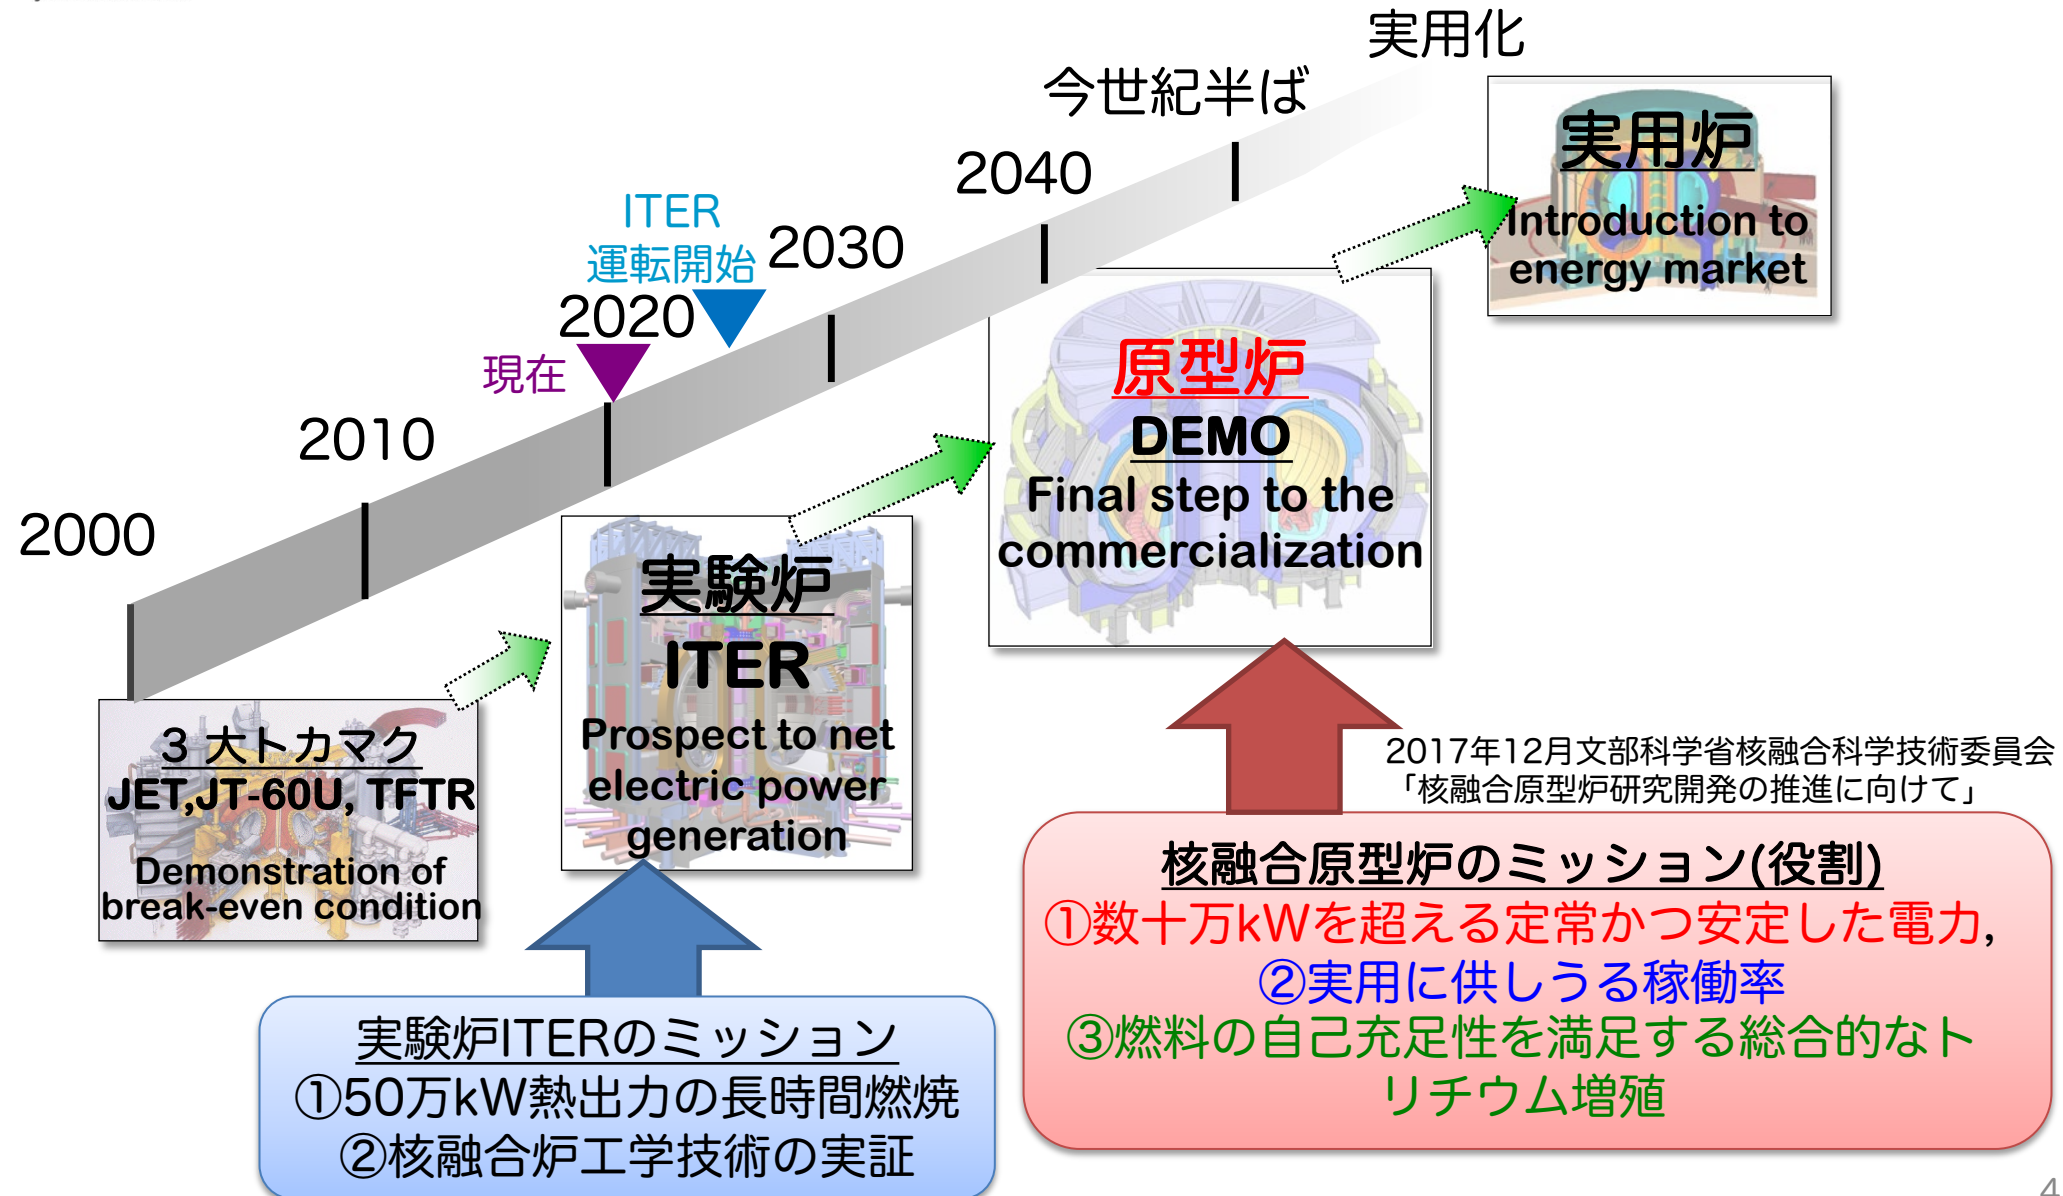 実用化
今世紀半ば
2040
ITER
運転開始
2030
2020
現在
2010
2000
実用炉
Introduction to
energy market
原型炉
DEMO
Final step to the
commercialization
実験炉
ITER
Prospect to net
electric power
generation
3 大トカマク
JET,JT-60U, TFTR
Demonstration of
break-even condition
2017年12月文部科学省核融合科学技術委員会
「核融合原型炉研究開発の推進に向けて」
核融合原型炉のミッション(役割)
①数十万kWを超える定常かつ安定した電力,
②実用に供しうる稼働率
③燃料の自己充足性を満足する総合的なト
リチウム増殖
実験炉ITERのミッション
①50万kW熱出力の長時間燃焼
②核融合炉工学技術の実証
4